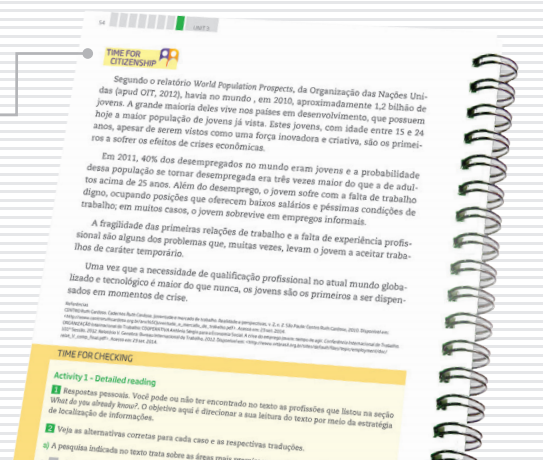 54
UNIT 3
TIME FOR
CITIZENSHIP
Segundo o relatório World Population Prospects, da Organização das Nações Uni-
das (apud OIT, 2012), havia no mundo , em 2010, aproximadamente 1,2 bilhão de
jovens. A grande maioria deles vive nos países em desenvolvimento, que possuem
hoje a maior população de jovens já vista. Estes jovens, com idade entre 15 e 24
anos, apesar de serem vistos como uma força inovadora e criativa, são os primei-
ros a sofrer os efeitos de crises econômicas.
Em 2011, 40% dos desempregados no mundo eram jovens e a probabilidade
dessa população se tornar desempregada era três vezes maior do que a de adul-
tos acima de 25 anos. Além do desemprego, o jovem sofre com a falta de trabalho
digno, ocupando posições que oferecem baixos salários e péssimas condições de
trabalho; em muitos casos, o jovem sobrevive em empregos informais.
A fragilidade das primeiras relações de trabalho e a falta de experiência profis-
sional são alguns dos problemas que, muitas vezes, levam o jovem a aceitar traba-
lhos de caráter temporário.
Uma vez que a necessidade de qualificação profissional no atual mundo globa-
lizado e tecnológico é maior do que nunca, os jovens são os primeiros a ser dispen-
sados em momentos de crise.
Referências
TIME FOR CHECKING
Activity 1 - Detailed reading
1 Respostas pessoais. Você pode ou não ter encontrado no texto as profissões que listou na seção
What do you already know?. O objetivo aqui é direcionar a sua leitura do texto por meio da estratégia
de localização de informações.
2 Veja as alternativas corretas para cada caso e as respectivas traduções.
a) A pesquisa indicada no texto trata sobre as áreas mais